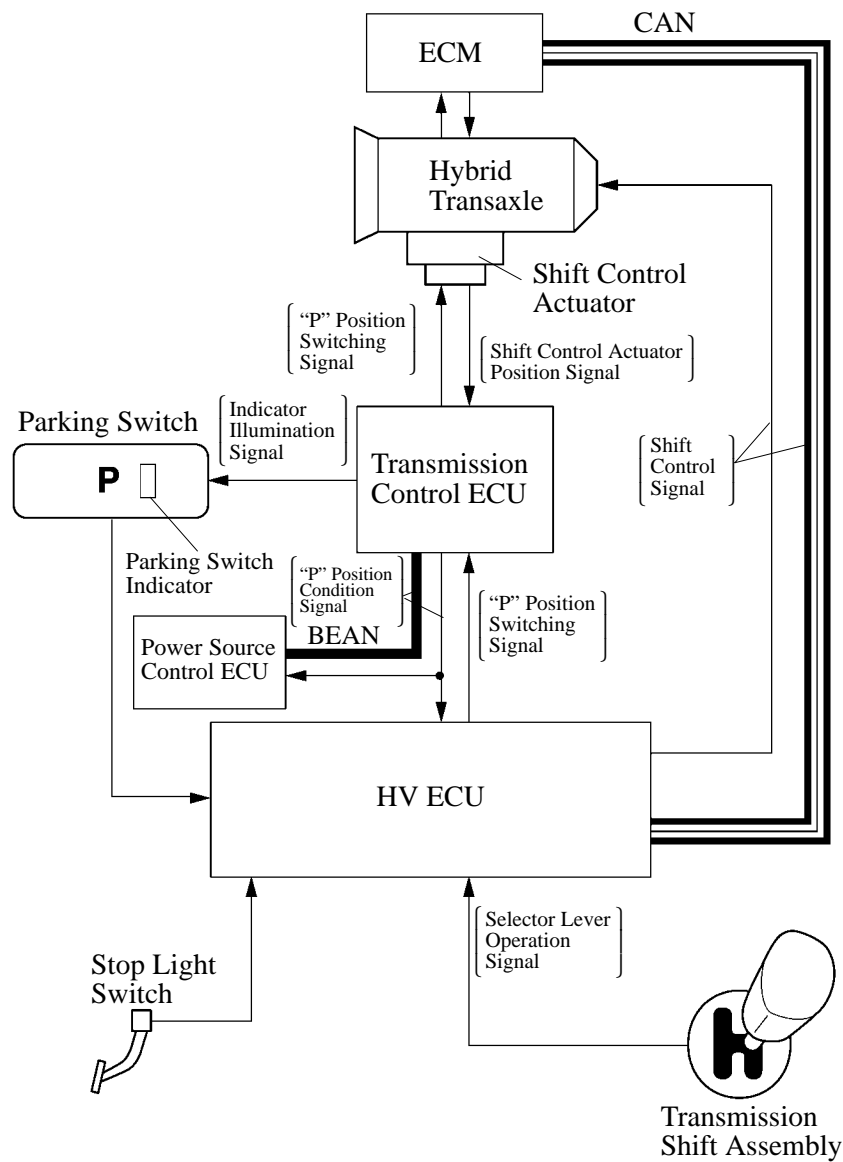 CAN
ECM
Hybrid
Transaxle
Shift Control
Actuator
“P” Position
Switching
Signal
Shift Control Actuator
Position Signal
Parking Switch
Indicator
Illumination
Signal
Transmission
Control ECU
Shift
Control
Signal
P
Parking Switch
Indicator
“P” Position
Condition
Signal
“P” Position
Switching
Signal
BEAN
Power Source
Control ECU
HV ECU
Selector Lever
Operation
Signal
Stop Light
Switch
Transmission
Shift Assembly